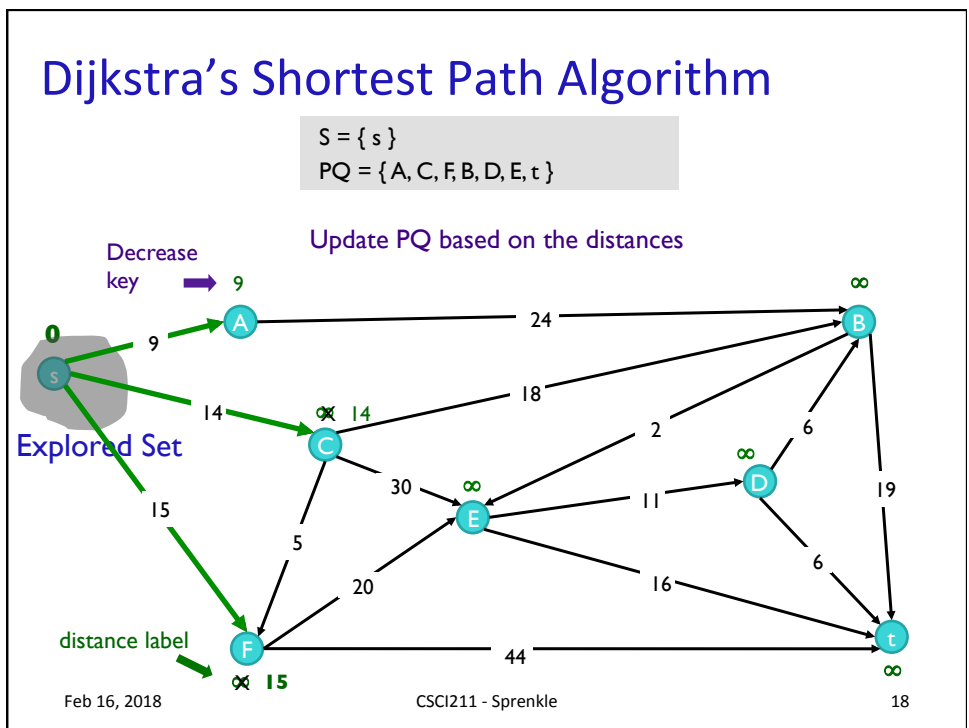 Dijkstra's Shortest Path Algorithm
S = { s }
PQ = { A, C, F, B, D, E, t }
Update PQ based on the distances
Decrease
key
9
∞
0
A
24
B
9
s
18
14
∞ 14
Explored Set
C
2
6
∞
∞
30
D
19
15
E
11
5
20
16
6
distance label
F
44
t
∞ 15
∞
Feb 16, 2018
CSCI211 - Sprenkle
18